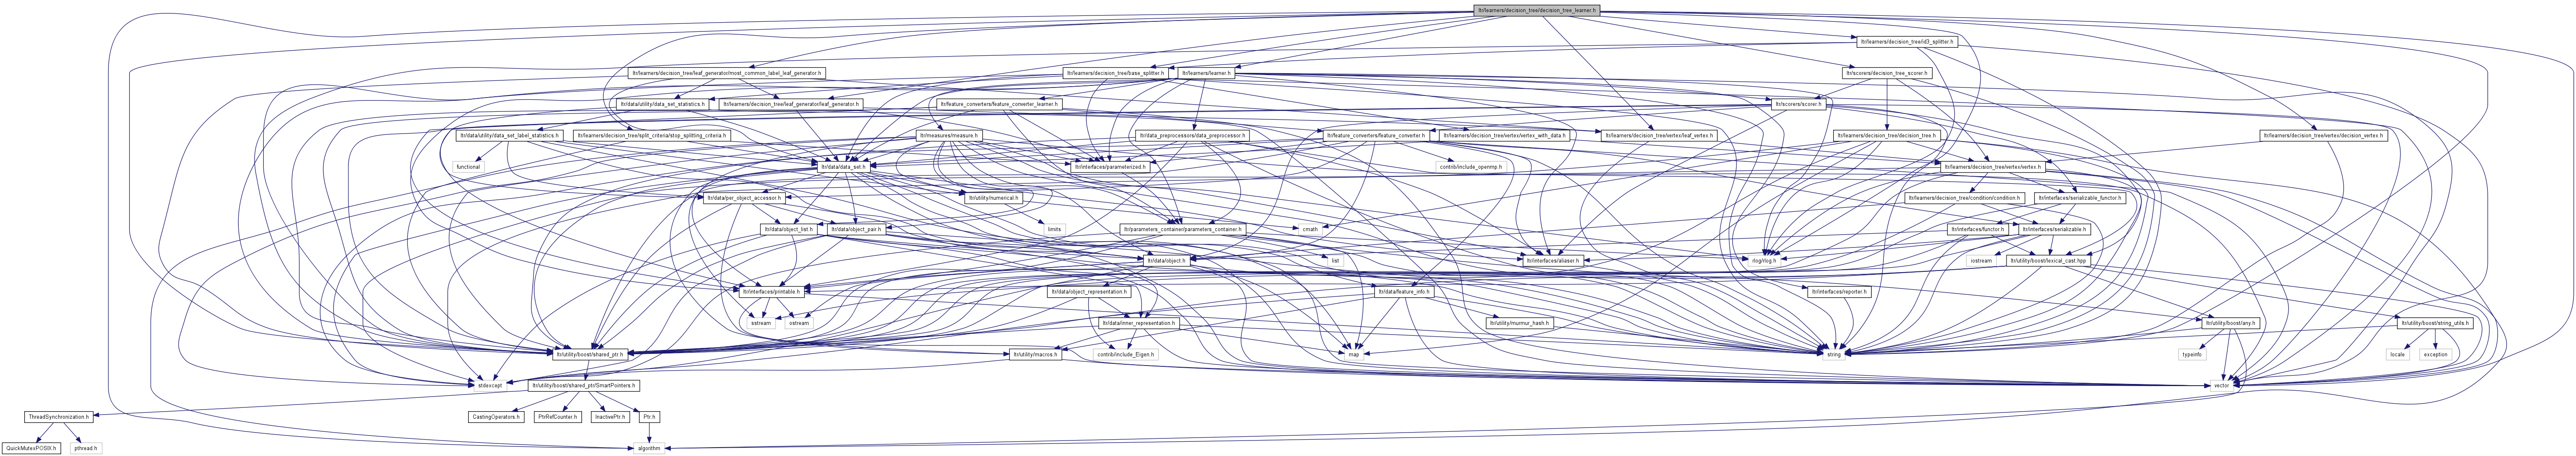 ltr/learners/decision_tree/decision_tree_learner.h
ltr/learners/decision_tree/id3_splitter.h
ltr/learners/decision_tree/leaf_generator/most_common_label_leaf_generator.h
ltr/learners/decision_tree/base_splitter.h
ltr/learners/learner.h
ltr/scorers/decision_tree_scorer.h
ltr/data/utility/data_set_statistics.h
ltr/learners/decision_tree/leaf_generator/leaf_generator.h
ltr/feature_converters/feature_converter_learner.h
ltr/scorers/scorer.h
ltr/data/utility/data_set_label_statistics.h
ltr/learners/decision_tree/split_criteria/stop_splitting_criteria.h
ltr/measures/measure.h
ltr/data_preprocessors/data_preprocessor.h
ltr/feature_converters/feature_converter.h
ltr/learners/decision_tree/vertex/vertex_with_data.h
ltr/learners/decision_tree/vertex/leaf_vertex.h
ltr/learners/decision_tree/decision_tree.h
ltr/learners/decision_tree/vertex/decision_vertex.h
functional
ltr/data/data_set.h
ltr/interfaces/parameterized.h
contrib/include_openmp.h
ltr/learners/decision_tree/vertex/vertex.h
ltr/data/per_object_accessor.h
ltr/utility/numerical.h
ltr/learners/decision_tree/condition/condition.h
ltr/interfaces/serializable_functor.h
ltr/data/object_list.h
ltr/data/object_pair.h
limits
ltr/parameters_container/parameters_container.h
cmath
ltr/interfaces/functor.h
ltr/interfaces/serializable.h
ltr/data/object.h
list
ltr/interfaces/aliaser.h
rlog/rlog.h
iostream
ltr/utility/boost/lexical_cast.hpp
ltr/interfaces/printable.h
ltr/data/object_representation.h
ltr/data/feature_info.h
ltr/interfaces/reporter.h
sstream
ostream
ltr/data/inner_representation.h
ltr/utility/murmur_hash.h
ltr/utility/boost/any.h
ltr/utility/boost/string_utils.h
ltr/utility/boost/shared_ptr.h
ltr/utility/macros.h
contrib/include_Eigen.h
map
string
typeinfo
locale
exception
stdexcept
ltr/utility/boost/shared_ptr/SmartPointers.h
vector
ThreadSynchronization.h
CastingOperators.h
PtrRefCounter.h
InactivePtr.h
Ptr.h
QuickMutexPOSIX.h
pthread.h
algorithm